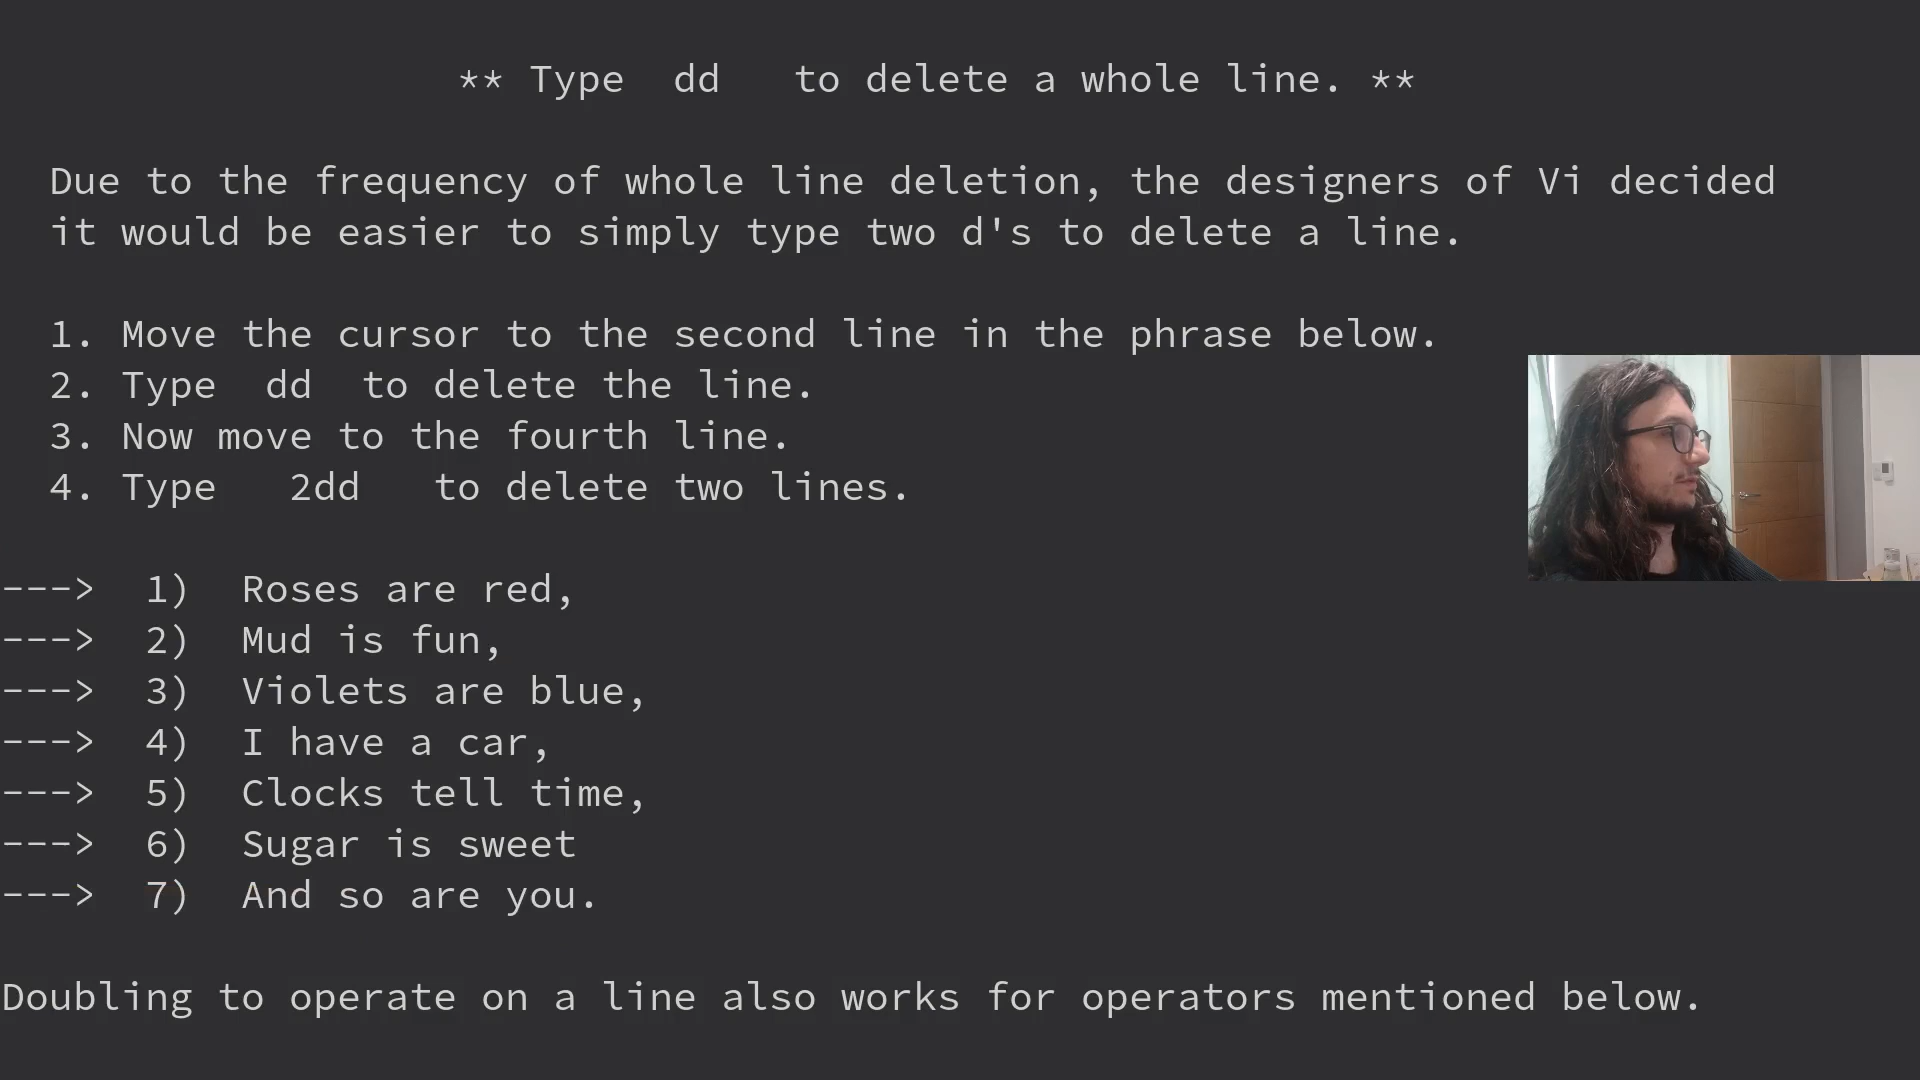 ** Type  dd   to delete a whole line. **
Due to the frequency of whole line deletion, the designers of Vi decided
it would be easier to simply type two d's to delete a line.
1. Move the cursor to the second line in the phrase below.
2. Type  dd  to delete the line.
3. Now move to the fourth line.
4. Type   2dd   to delete two lines.
--->  1)  Roses are red,
--->  2)  Mud is fun,
--->  3)  Violets are blue,
--->  4)  I have a car,
--->  5)  Clocks tell time,
--->  6)  Sugar is sweet
--->  7)  And so are you.
Doubling to operate on a line also works for operators mentioned below.